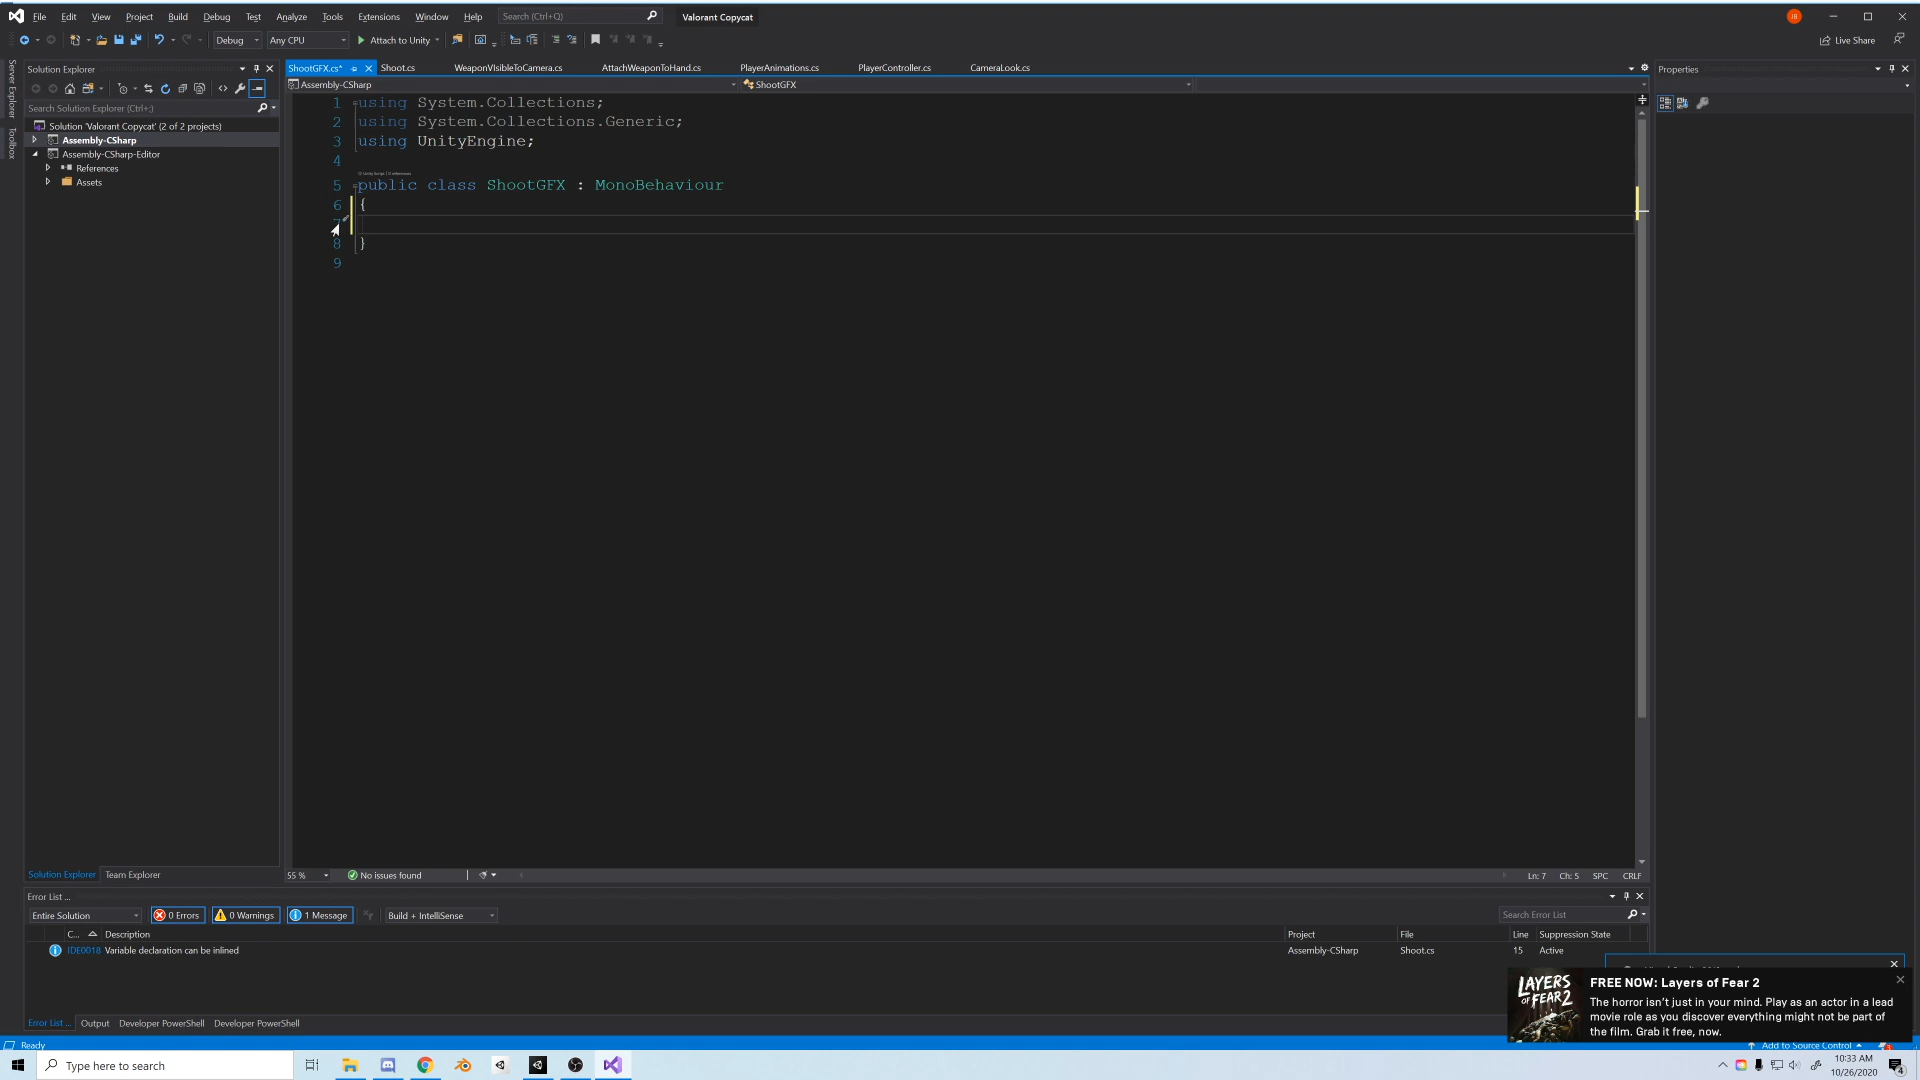 File Edit View Project Build Debug Test Analyze Tools Extensions Window Help Search (Ctrl+Q) Valorant Copycat JB
Debug Any CPU Attach to Unity Live Share
Server Explorer
Toolbox
Solution Explorer
Search Solution Explorer (Ctrl+;)
Solution 'Valorant Copycat' (2 of 2 projects)
Assembly-CSharp
Assembly-CSharp-Editor
References
Assets
ShootGFX.cs* Shoot.cs WeaponVIsibleToCamera.cs AttachWeaponToHand.cs PlayerAnimations.cs PlayerController.cs CameraLook.cs
Assembly-CSharp ShootGFX
1 using System.Collections;
2 using System.Collections.Generic;
3 using UnityEngine;
4
Unity Script | 0 references
5 public class ShootGFX : MonoBehaviour
6 {
7
8 }
9
Properties
Solution Explorer Team Explorer
55 % No issues found Ln: 7 Ch: 5 SPC CRLF
Error List ...
Entire Solution 0 Errors 0 Warnings 1 Message Build + IntelliSense Search Error List
C... Description Project File Line Suppression State
IDE0018 Variable declaration can be inlined Assembly-CSharp Shoot.cs 15 Active
LAYERS OF FEAR 2
FREE NOW: Layers of Fear 2
The horror isn't just in your mind. Play as an actor in a lead
movie role as you discover everything might not be part of
the film. Grab it free, now.
Error List ... Output Developer PowerShell Developer PowerShell
Ready Add to Source Control
Type here to search 10:33 AM
10/26/2020 4